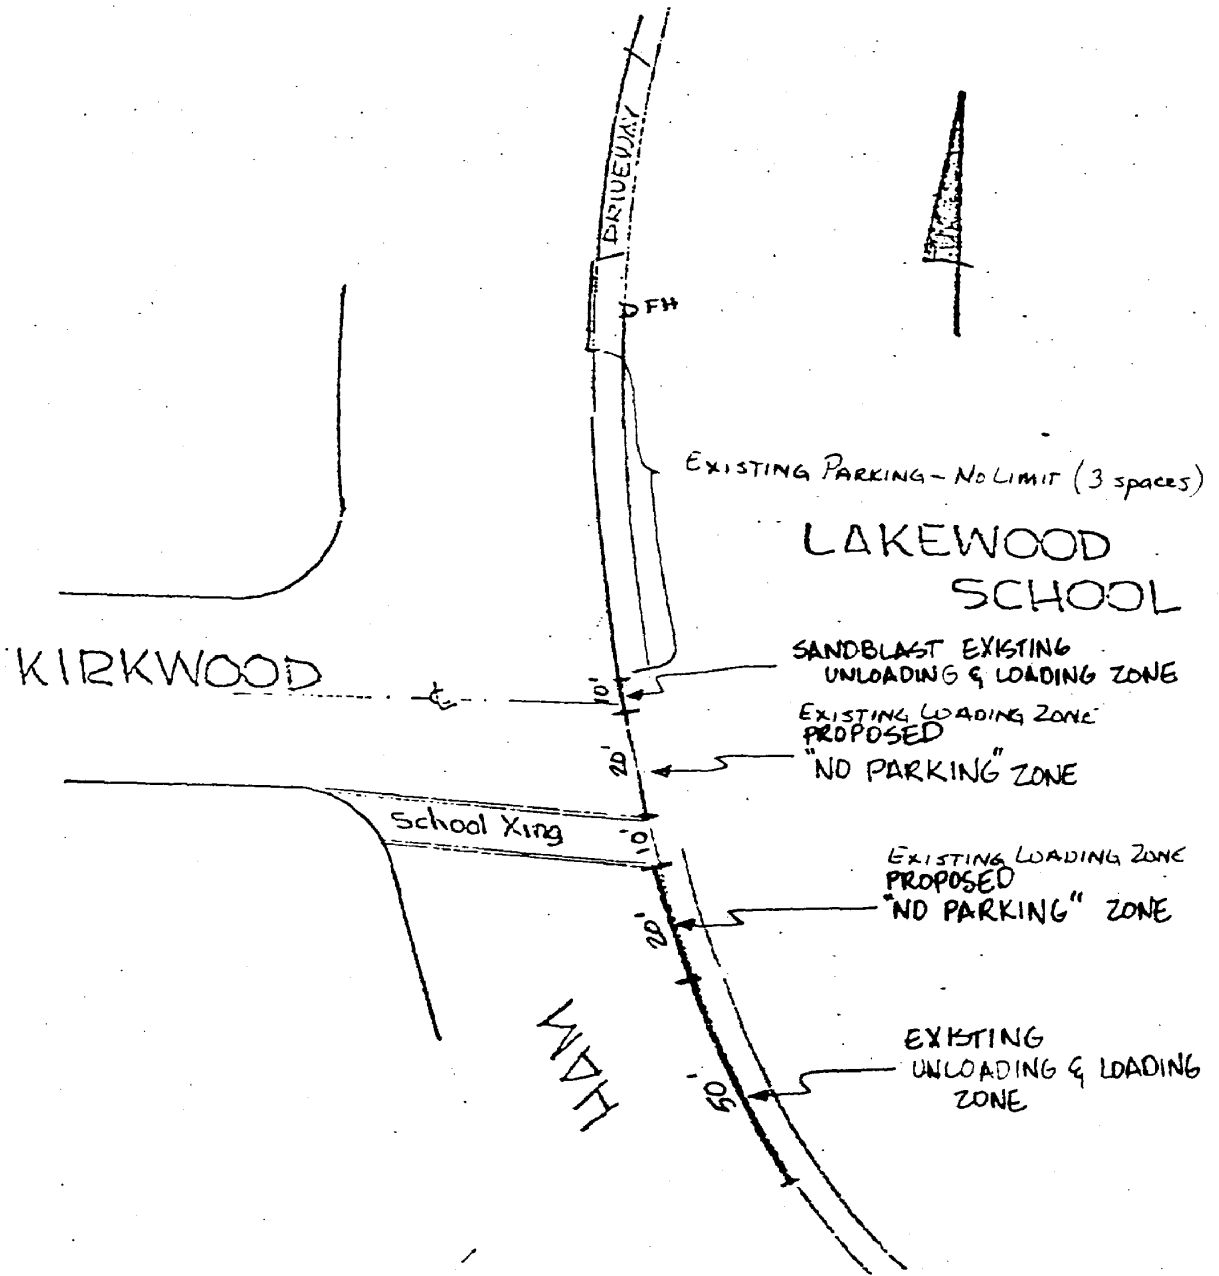 DRIVEWAY
FH
EXISTING PARKING - NO LIMIT (3 spaces)
LAKEWOOD
SCHOOL
KIRKWOOD
℄
10'
SANDBLAST EXISTING
UNLOADING & LOADING ZONE
EXISTING LOADING ZONE
PROPOSED
"NO PARKING" ZONE
20'
School Xing
10'
EXISTING LOADING ZONE
PROPOSED
"NO PARKING" ZONE
20'
HAM
EXISTING
UNLOADING & LOADING
ZONE
50'